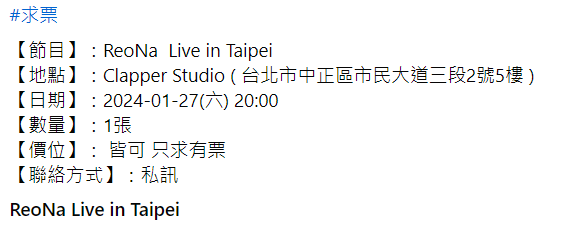 #求票
【節目】：ReoNa  Live in Taipei
【地點】：Clapper Studio ( 台北市中正區市民大道三段2號5樓 )
【日期】：2024-01-27(六) 20:00
【數量】：1張
【價位】： 皆可 只求有票
【聯絡方式】：私訊
ReoNa Live in Taipei